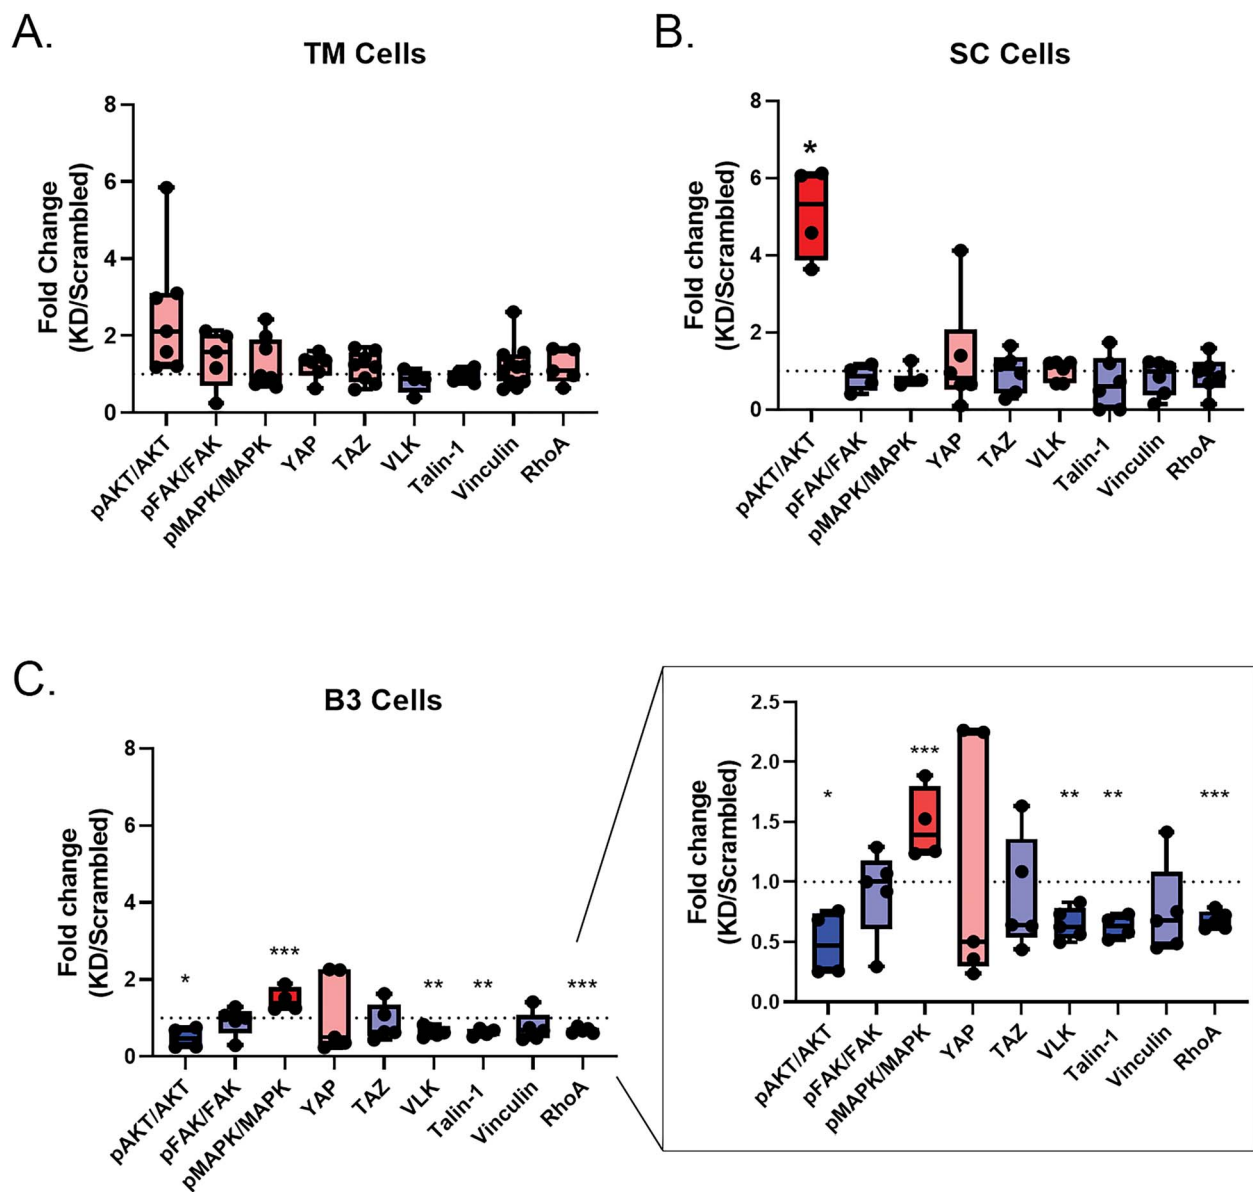 A.
TM Cells
Fold Change
(KD/Scrambled)
8
6
4
2
0
pAKT/AKT
pFAK/FAK
pMAPK/MAPK
YAP
TAZ
VLK
Talin-1
Vinculin
RhoA
B.
SC Cells
Fold Change
(KD/Scrambled)
8
6
4
2
0
*
pAKT/AKT
pFAK/FAK
pMAPK/MAPK
YAP
TAZ
VLK
Talin-1
Vinculin
RhoA
C.
B3 Cells
Fold change
(KD/Scrambled)
8
6
4
2
0
* *** ** ** ***
pAKT/AKT
pFAK/FAK
pMAPK/MAPK
YAP
TAZ
VLK
Talin-1
Vinculin
RhoA
Fold change
(KD/Scrambled)
2.5
2.0
1.5
1.0
0.5
0.0
* *** ** ** ***
pAKT/AKT
pFAK/FAK
pMAPK/MAPK
YAP
TAZ
VLK
Talin-1
Vinculin
RhoA